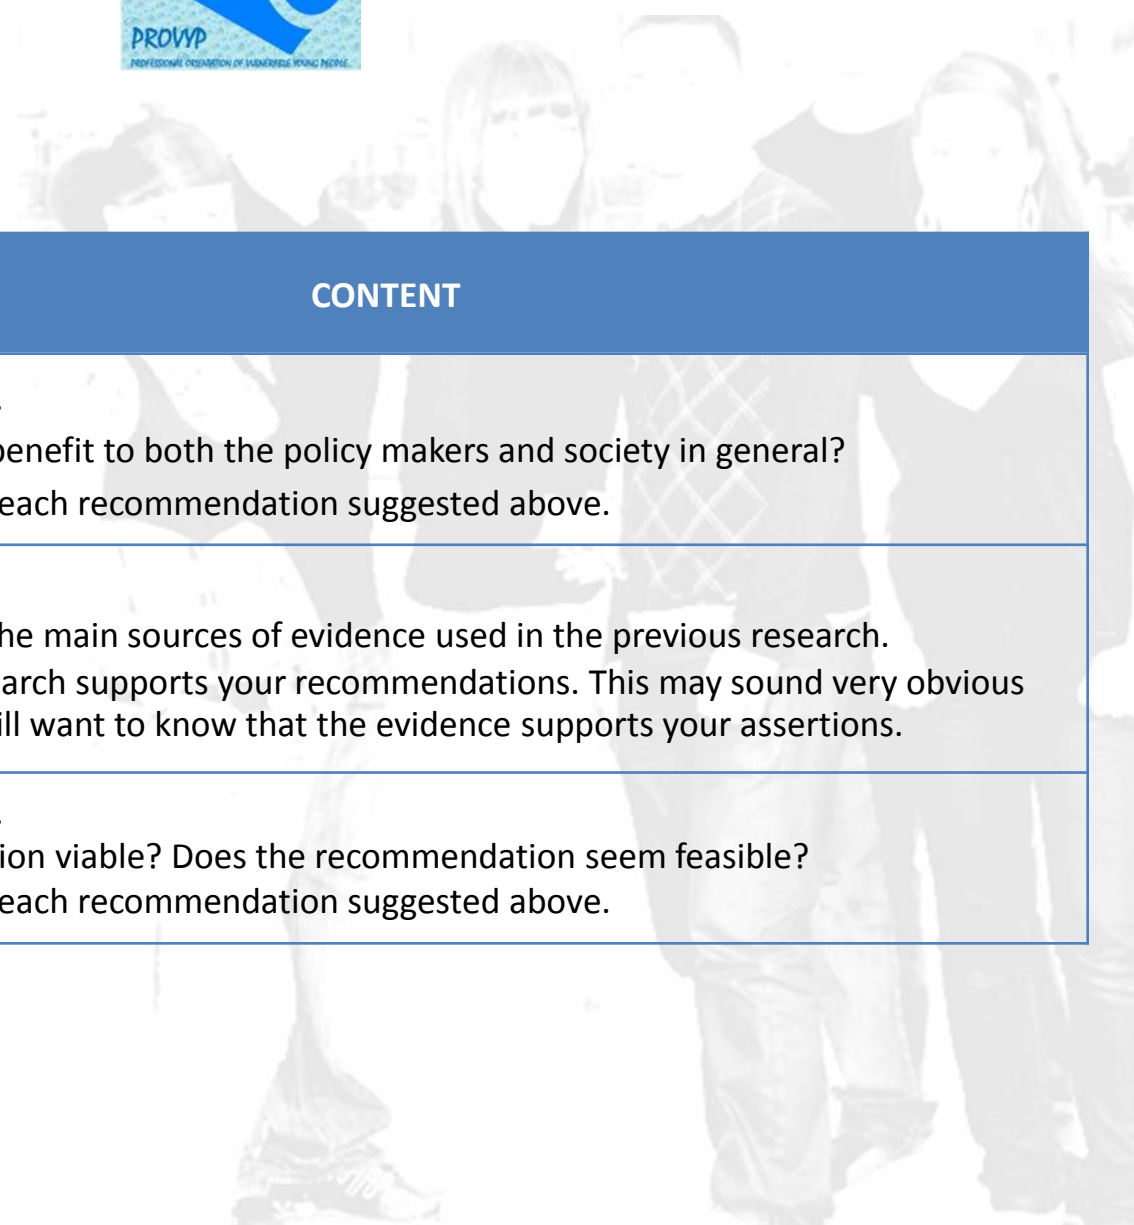 PROVYP
PROFESSIONAL ORIENTATION OF VULNERABLE YOUNG PEOPLE
CONTENT
.
benefit to both the policy makers and society in general?
each recommendation suggested above.
he main sources of evidence used in the previous research.
arch supports your recommendations. This may sound very obvious
ill want to know that the evidence supports your assertions.
.
ion viable? Does the recommendation seem feasible?
each recommendation suggested above.